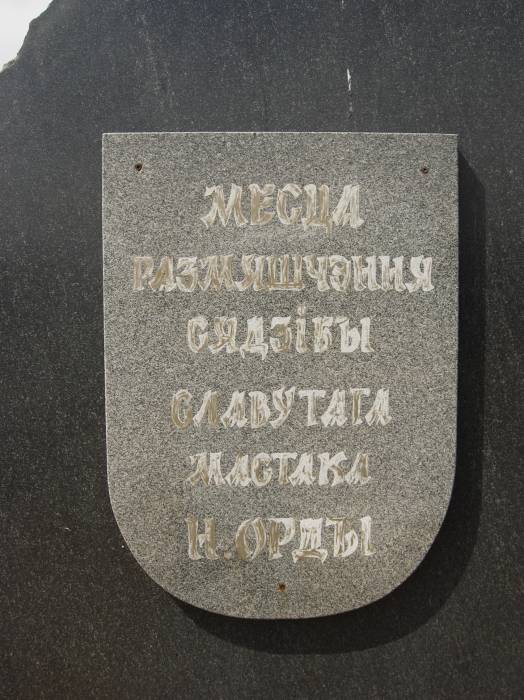 МЕСЦА
РАЗМЯШЧЭННЯ
СЯДЗІБЫ
СЛАВУТАГА
МАСТАКА
Н. ОРДЫ